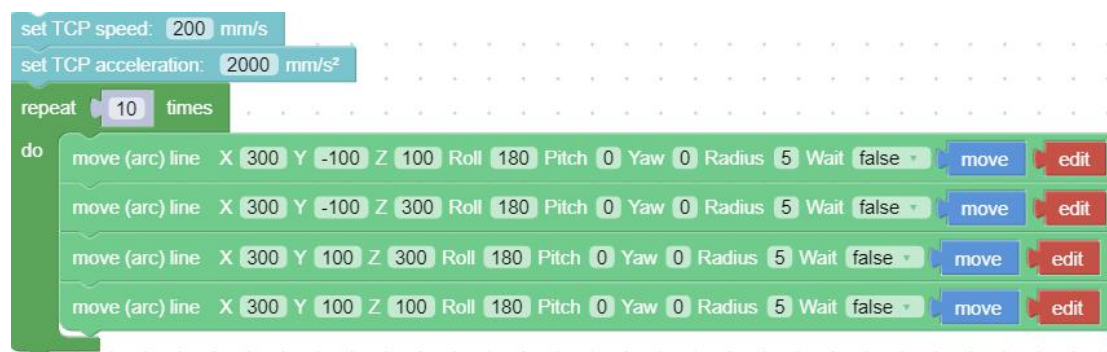 set TCP speed: 200 mm/s
set TCP acceleration: 2000 mm/s²
repeat 10 times
do
move (arc) line X 300 Y -100 Z 100 Roll 180 Pitch 0 Yaw 0 Radius 5 Wait false move edit
move (arc) line X 300 Y -100 Z 300 Roll 180 Pitch 0 Yaw 0 Radius 5 Wait false move edit
move (arc) line X 300 Y 100 Z 300 Roll 180 Pitch 0 Yaw 0 Radius 5 Wait false move edit
move (arc) line X 300 Y 100 Z 100 Roll 180 Pitch 0 Yaw 0 Radius 5 Wait false move edit